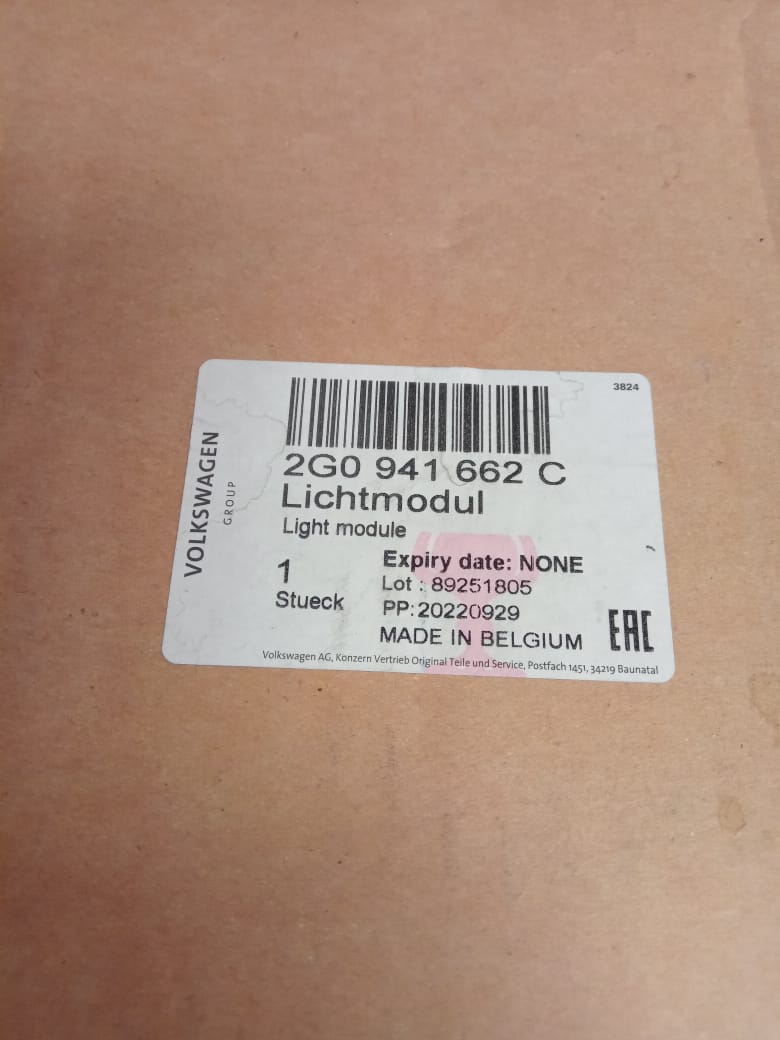 3824
VOLKSWAGEN
GROUP
2G0 941 662 C
Lichtmodul
Light module
1
Stueck
Expiry date: NONE
Lot : 89251805
PP:20220929
MADE IN BELGIUM
EAC
Volkswagen AG, Konzern Vertrieb Original Teile und Service, Postfach 1451, 34219 Baunatal